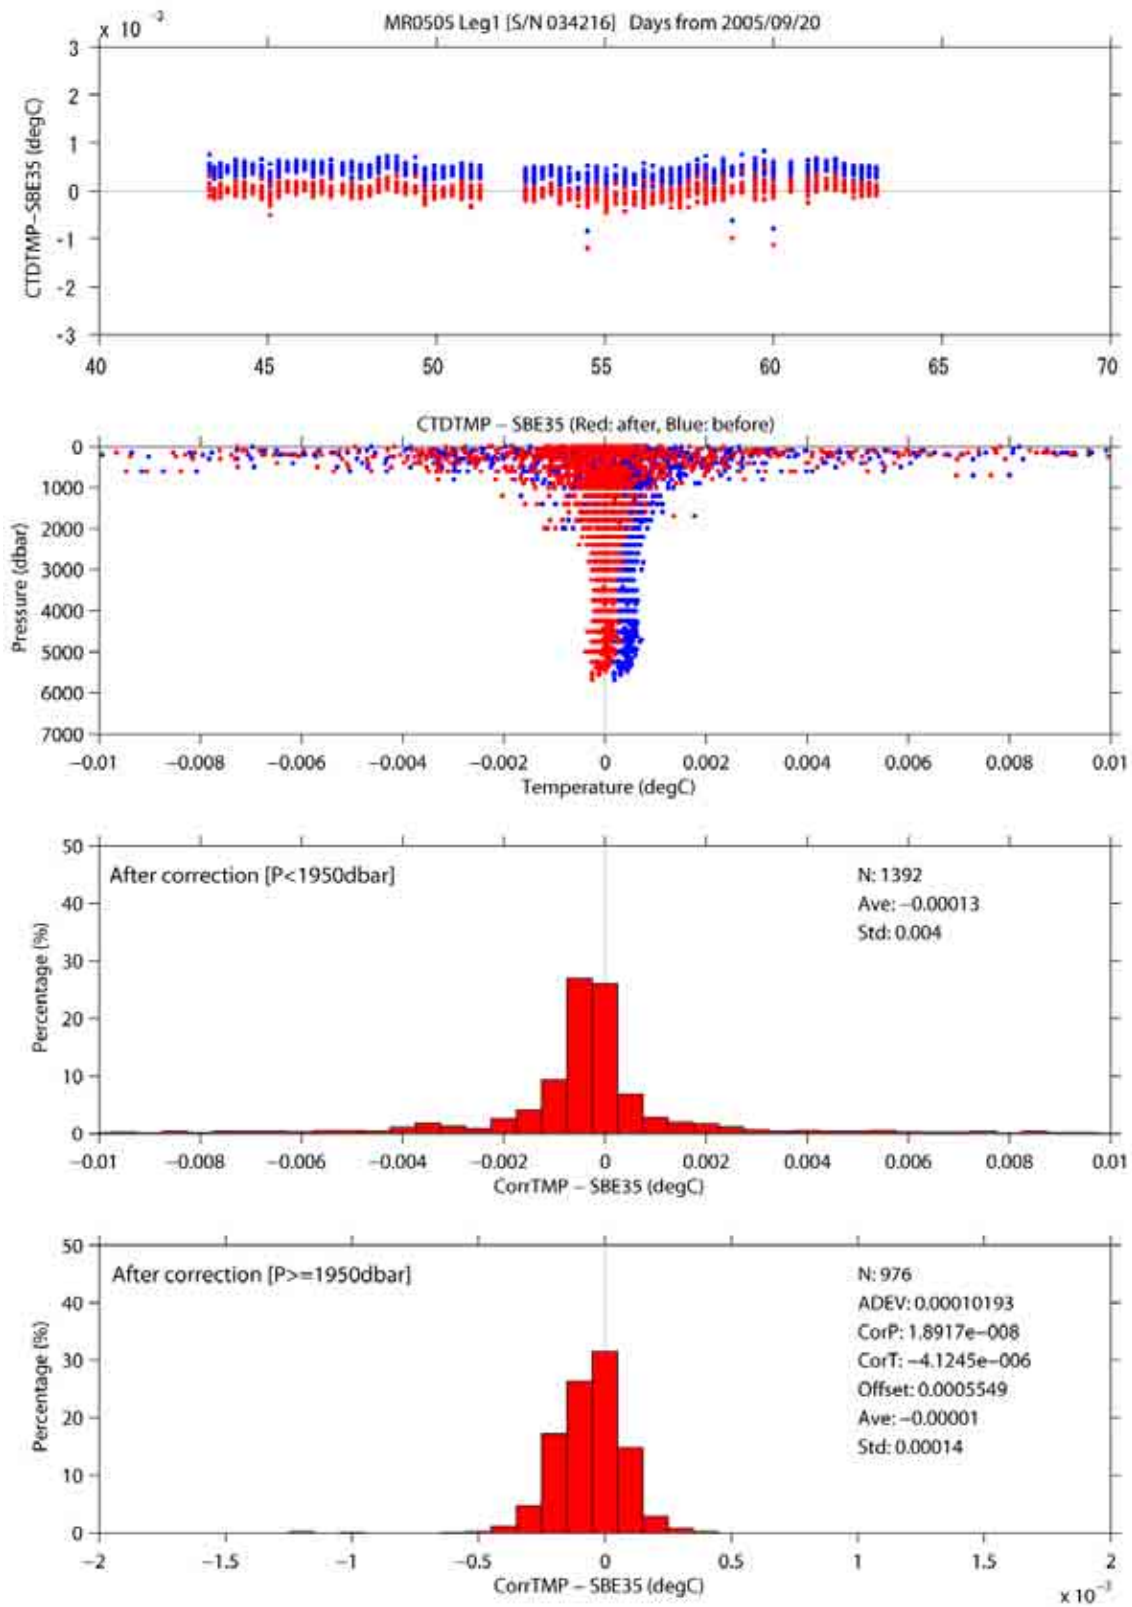 x 10⁻³
MR0505 Leg1 [S/N 034216] Days from 2005/09/20
3
2
1
0
-1
-2
-3
CTDTMP−SBE35 (degC)
40 45 50 55 60 65 70
CTDTMP − SBE35 (Red: after, Blue: before)
0
1000
2000
3000
4000
5000
6000
7000
Pressure (dbar)
−0.01 −0.008 −0.006 −0.004 −0.002 0 0.002 0.004 0.006 0.008 0.01
Temperature (degC)
50
40
30
20
10
0
Percentage (%)
After correction [P<1950dbar]
N: 1392
Ave: −0.00013
Std: 0.004
−0.01 −0.008 −0.006 −0.004 −0.002 0 0.002 0.004 0.006 0.008 0.01
CorrTMP − SBE35 (degC)
50
40
30
20
10
0
Percentage (%)
After correction [P>=1950dbar]
N: 976
ADEV: 0.00010193
CorP: 1.8917e−008
CorT: −4.1245e−006
Offset: 0.0005549
Ave: −0.00001
Std: 0.00014
−2 −1.5 −1 −0.5 0 0.5 1 1.5 2
CorrTMP − SBE35 (degC)
x 10⁻³